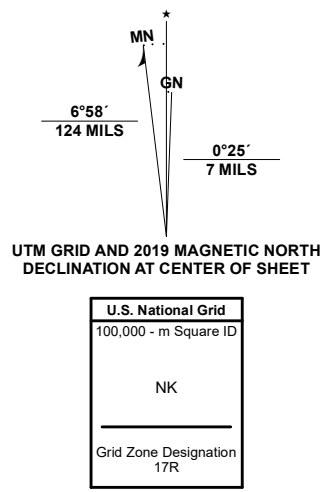 ★
MN
GN
6°58´
124 MILS
0°25´
7 MILS
UTM GRID AND 2019 MAGNETIC NORTH
DECLINATION AT CENTER OF SHEET
U.S. National Grid
100,000 - m Square ID
NK
Grid Zone Designation
17R